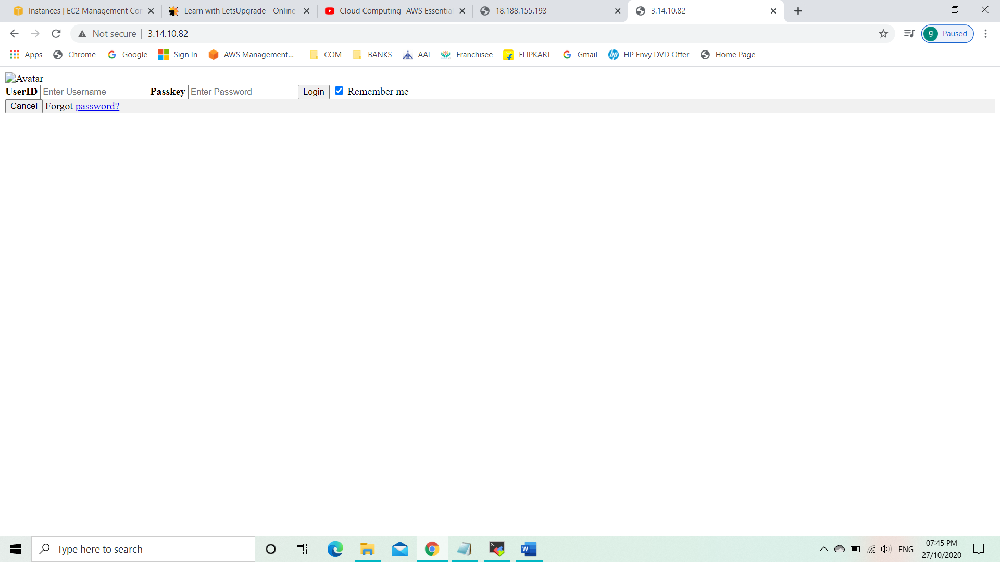 Instances | EC2 Management Con
Learn with LetsUpgrade - Online
Cloud Computing -AWS Essential
18.188.155.193
3.14.10.82
Not secure | 3.14.10.82
g Paused
Apps Chrome Google Sign In AWS Management... COM BANKS AAI Franchisee FLIPKART Gmail HP Envy DVD Offer Home Page
Avatar
UserID Enter Username Passkey Enter Password Login Remember me
Cancel Forgot password?
Type here to search
ENG
07:45 PM
27/10/2020